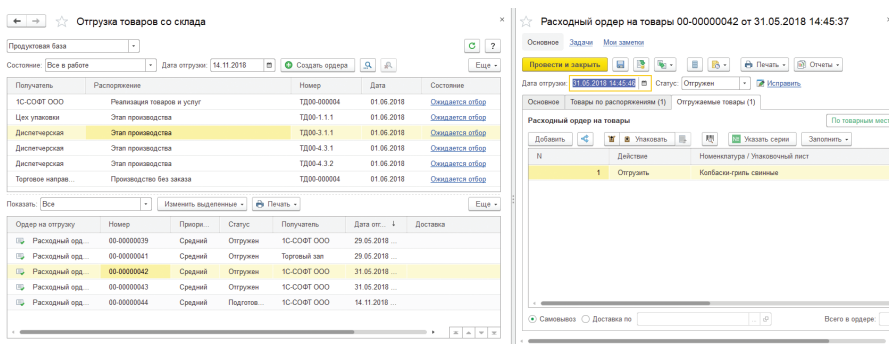 Отгрузка товаров со склада
Продуктовая база
?
Состояние: Все в работе Дата отгрузки: 14.11.2018 Создать ордера Еще
Получатель Распоряжение Номер Дата Состояние
1С-СОФТ ООО Реализация товаров и услуг ТД00-000004 01.06.2018 Ожидается отбор
Цех упаковки Этап производства ТД00-1.1.1 01.06.2018 Ожидается отбор
Диспетчерская Этап производства ТД00-3.1.1 01.06.2018 Ожидается отбор
Диспетчерская Этап производства ТД00-4.3.1 01.06.2018 Ожидается отбор
Диспетчерская Этап производства ТД00-4.3.2 01.06.2018 Ожидается отбор
Торговое направ... Производство без заказа ТД00-000004 01.06.2018 Ожидается отбор
Показать: Все Изменить выделенные Печать Еще
Ордер на отгрузку Номер Приори... Статус Получатель Дата отг... ↓ Доставка
Расходный орд... 00-00000039 Средний Отгружен 1С-СОФТ ООО 29.05.2018 ...
Расходный орд... 00-00000041 Средний Отгружен Торговый зал 29.05.2018 ...
Расходный орд... 00-00000042 Средний Отгружен 1С-СОФТ ООО 31.05.2018 ...
Расходный орд... 00-00000043 Средний Отгружен 1С-СОФТ ООО 31.05.2018 ...
Расходный орд... 00-00000044 Средний Подготов... 1С-СОФТ ООО 14.11.2018 ...
Расходный ордер на товары 00-00000042 от 31.05.2018 14:45:37
Основное Задачи Мои заметки
Провести и закрыть Печать Отчеты
Дата отгрузки: 31.05.2018 14:45:46 Статус: Отгружен Исправить
Основное Товары по распоряжениям (1) Отгружаемые товары (1)
Расходный ордер на товары По товарным мест
Добавить Упаковать Указать серии Заполнить
N Действие Номенклатура / Упаковочный лист
1 Отгрузить Колбаски-гриль свинные
Самовывоз Доставка по Всего в ордере: